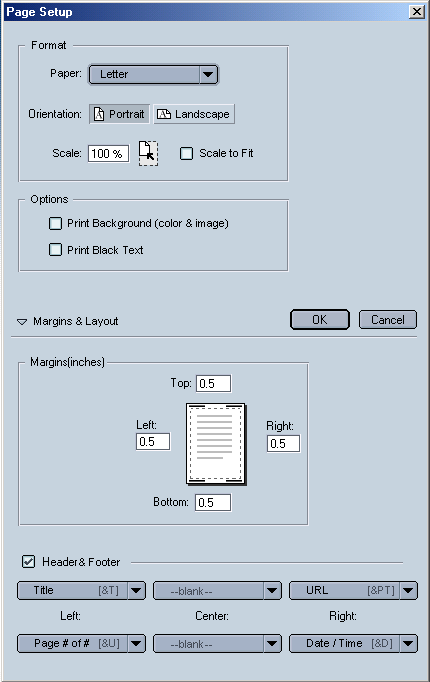 Page Setup
Format
Paper: Letter
Orientation: A Portrait A Landscape
Scale: 100 % Scale to Fit
Options
Print Background (color & image)
Print Black Text
Margins & Layout OK Cancel
Margins(inches)
Top: 0.5
Left: Right:
0.5 0.5
Bottom: 0.5
Header& Footer
Title [&T] --blank-- URL [&PT]
Left: Center: Right:
Page # of # [&U] --blank-- Date / Time [&D]